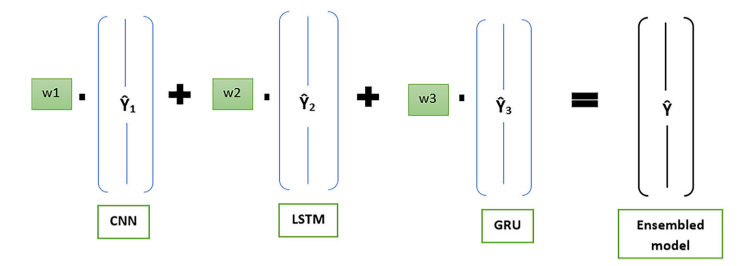 w1 · Ŷ1 + w2 · Ŷ2 + w3 · Ŷ3 = Ŷ
CNN
LSTM
GRU
Ensembled
model